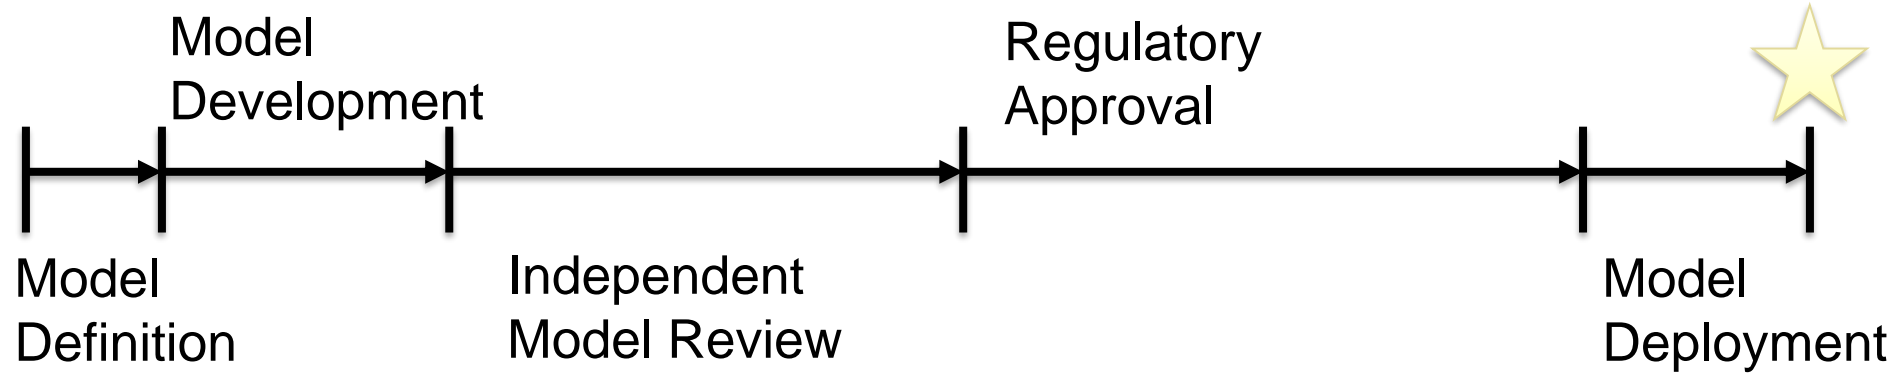 Model
Development
Regulatory
Approval
Model
Definition
Independent
Model Review
Model
Deployment